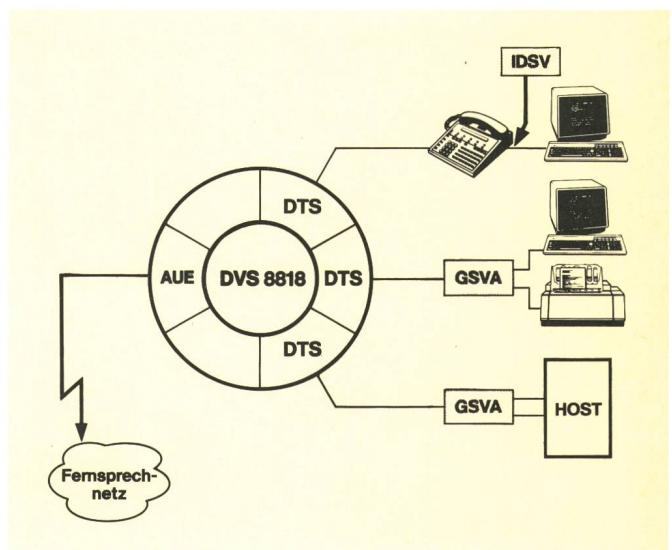 IDSV
DTS
AUE
DVS 8818
DTS
GSVA
DTS
GSVA
HOST
Fernsprech-
netz